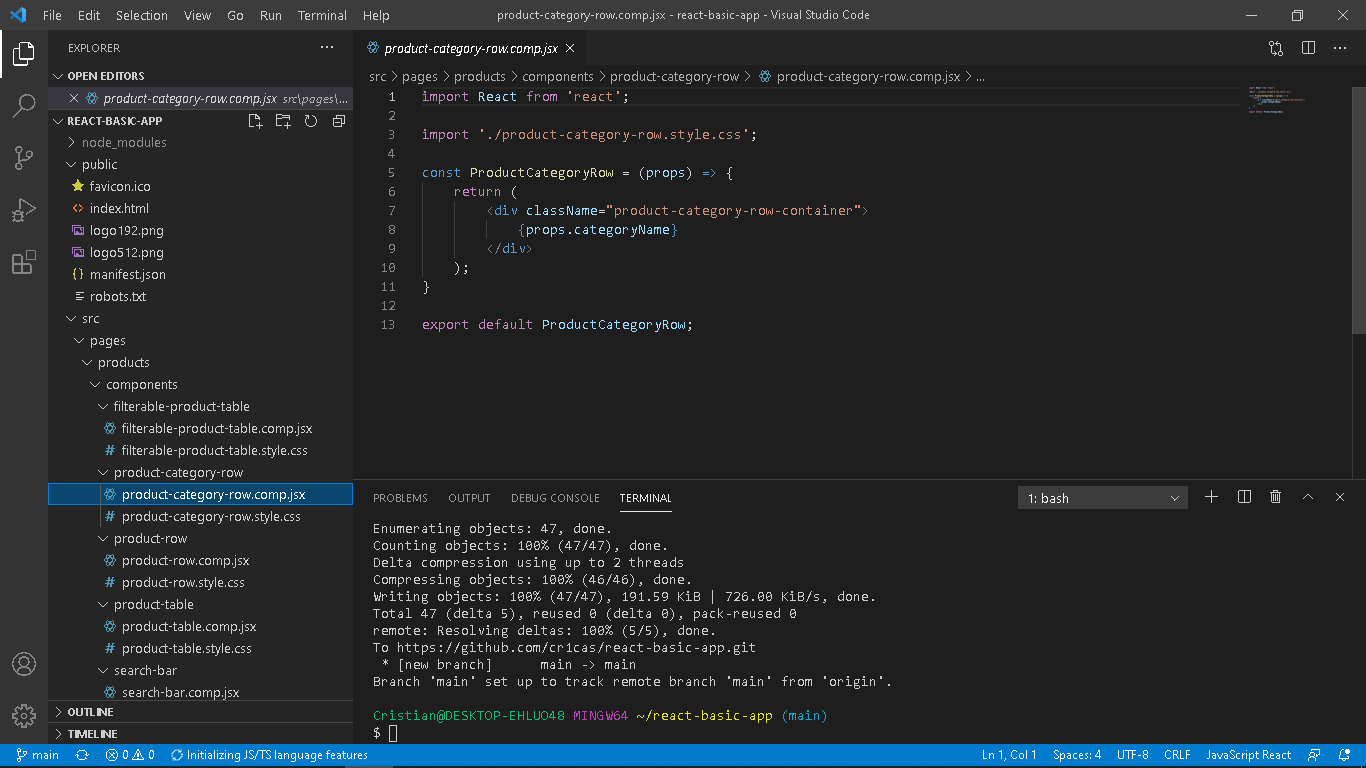 File Edit Selection View Go Run Terminal Help product-category-row.comp.jsx - react-basic-app - Visual Studio Code
EXPLORER
OPEN EDITORS
product-category-row.comp.jsx src\pages\...
REACT-BASIC-APP
node_modules
public
favicon.ico
index.html
logo192.png
logo512.png
manifest.json
robots.txt
src
pages
products
components
filterable-product-table
filterable-product-table.comp.jsx
filterable-product-table.style.css
product-category-row
product-category-row.comp.jsx
product-category-row.style.css
product-row
product-row.comp.jsx
product-row.style.css
product-table
product-table.comp.jsx
product-table.style.css
search-bar
search-bar.comp.jsx
OUTLINE
TIMELINE
product-category-row.comp.jsx
src > pages > products > components > product-category-row > product-category-row.comp.jsx > ...
1 import React from 'react';
2
3 import './product-category-row.style.css';
4
5 const ProductCategoryRow = (props) => {
6 return (
7 <div className="product-category-row-container">
8 {props.categoryName}
9 </div>
10 );
11 }
12
13 export default ProductCategoryRow;
PROBLEMS OUTPUT DEBUG CONSOLE TERMINAL 1: bash
Enumerating objects: 47, done.
Counting objects: 100% (47/47), done.
Delta compression using up to 2 threads
Compressing objects: 100% (46/46), done.
Writing objects: 100% (47/47), 191.59 KiB | 726.00 KiB/s, done.
Total 47 (delta 5), reused 0 (delta 0), pack-reused 0
remote: Resolving deltas: 100% (5/5), done.
To https://github.com/cr1cas/react-basic-app.git
* [new branch] main -> main
Branch 'main' set up to track remote branch 'main' from 'origin'.
Cristian@DESKTOP-EHLUO48 MINGW64 ~/react-basic-app (main)
$
main 0 0 Initializing JS/TS language features Ln 1, Col 1 Spaces: 4 UTF-8 CRLF JavaScript React